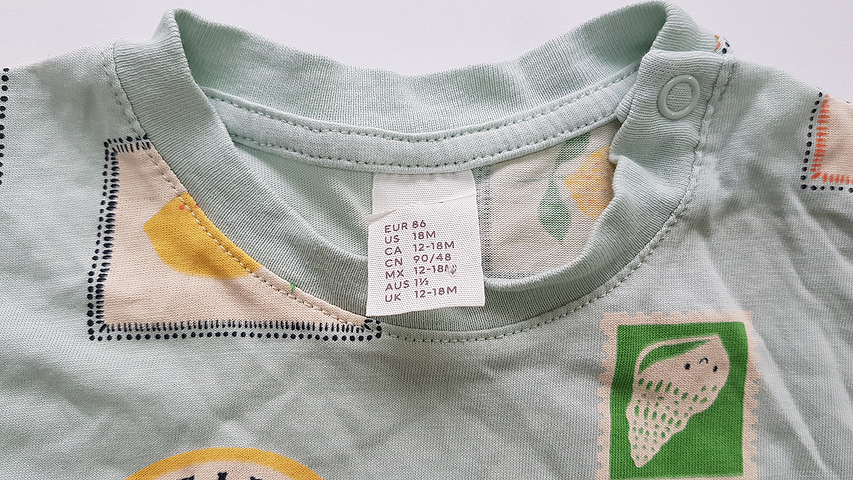 EUR 86
US 18M
CA 12-18M
CN 90/48
MX 12-18M
AUS 1½
UK 12-18M